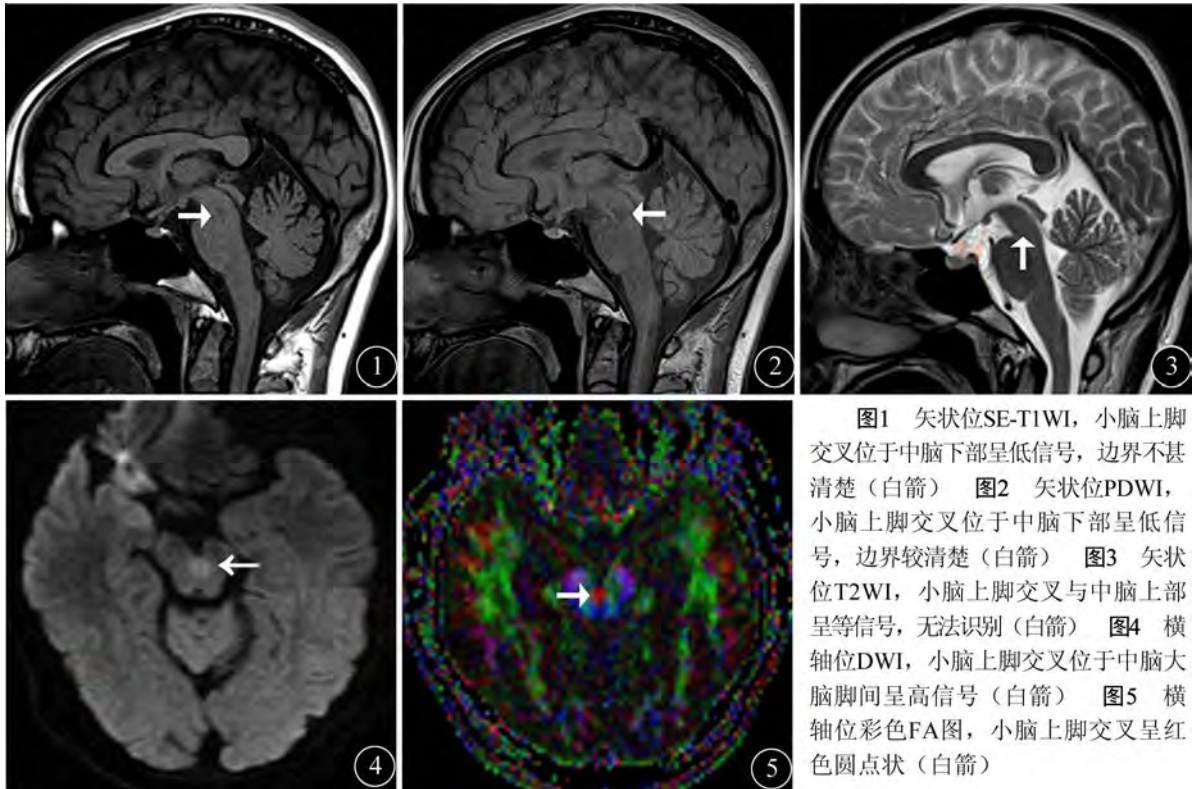 ①
②
③
④
⑤
图1 矢状位SE-T1WI，小脑上脚
交叉位于中脑下部呈低信号，边界不甚
清楚（白箭） 图2 矢状位PDWI，
小脑上脚交叉位于中脑下部呈低信
号，边界较清楚（白箭） 图3 矢状
位T2WI，小脑上脚交叉与中脑上部
呈等信号，无法识别（白箭） 图4 横
轴位DWI，小脑上脚交叉位于中脑大
脑脚间呈高信号（白箭） 图5 横
轴位彩色FA图，小脑上脚交叉呈红
色圆点状（白箭）